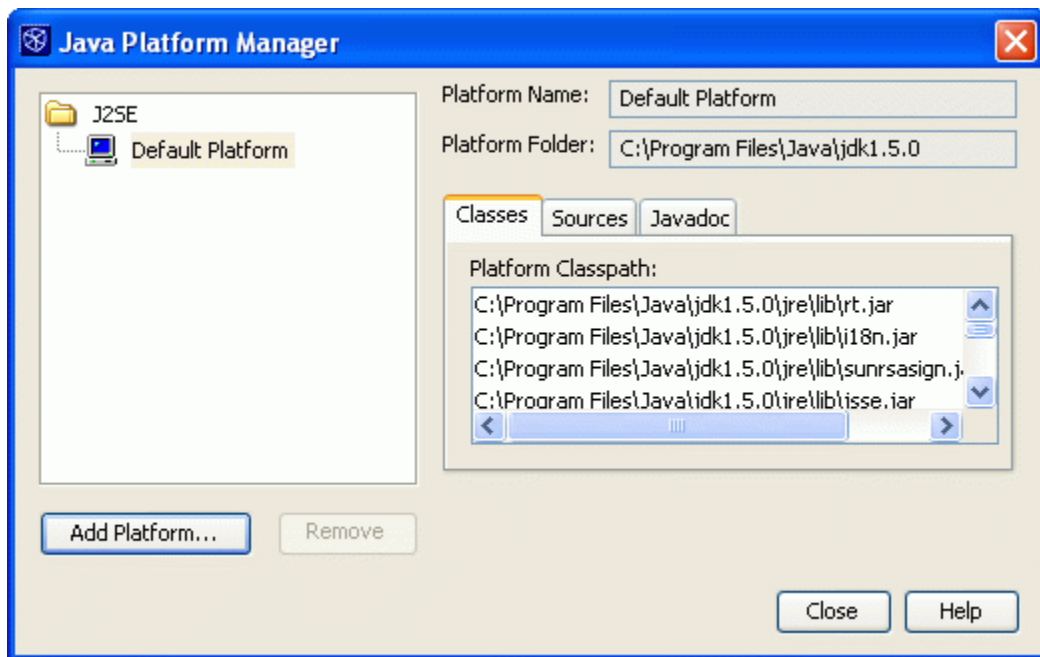 Java Platform Manager
J2SE
Default Platform
Platform Name:
Default Platform
Platform Folder:
C:\Program Files\Java\jdk1.5.0
Classes
Sources
Javadoc
Platform Classpath:
C:\Program Files\Java\jdk1.5.0\jre\lib\rt.jar
C:\Program Files\Java\jdk1.5.0\jre\lib\i18n.jar
C:\Program Files\Java\jdk1.5.0\jre\lib\sunrsasign.j
C:\Program Files\Java\jdk1.5.0\jre\lib\jsse.jar
Add Platform...
Remove
Close
Help